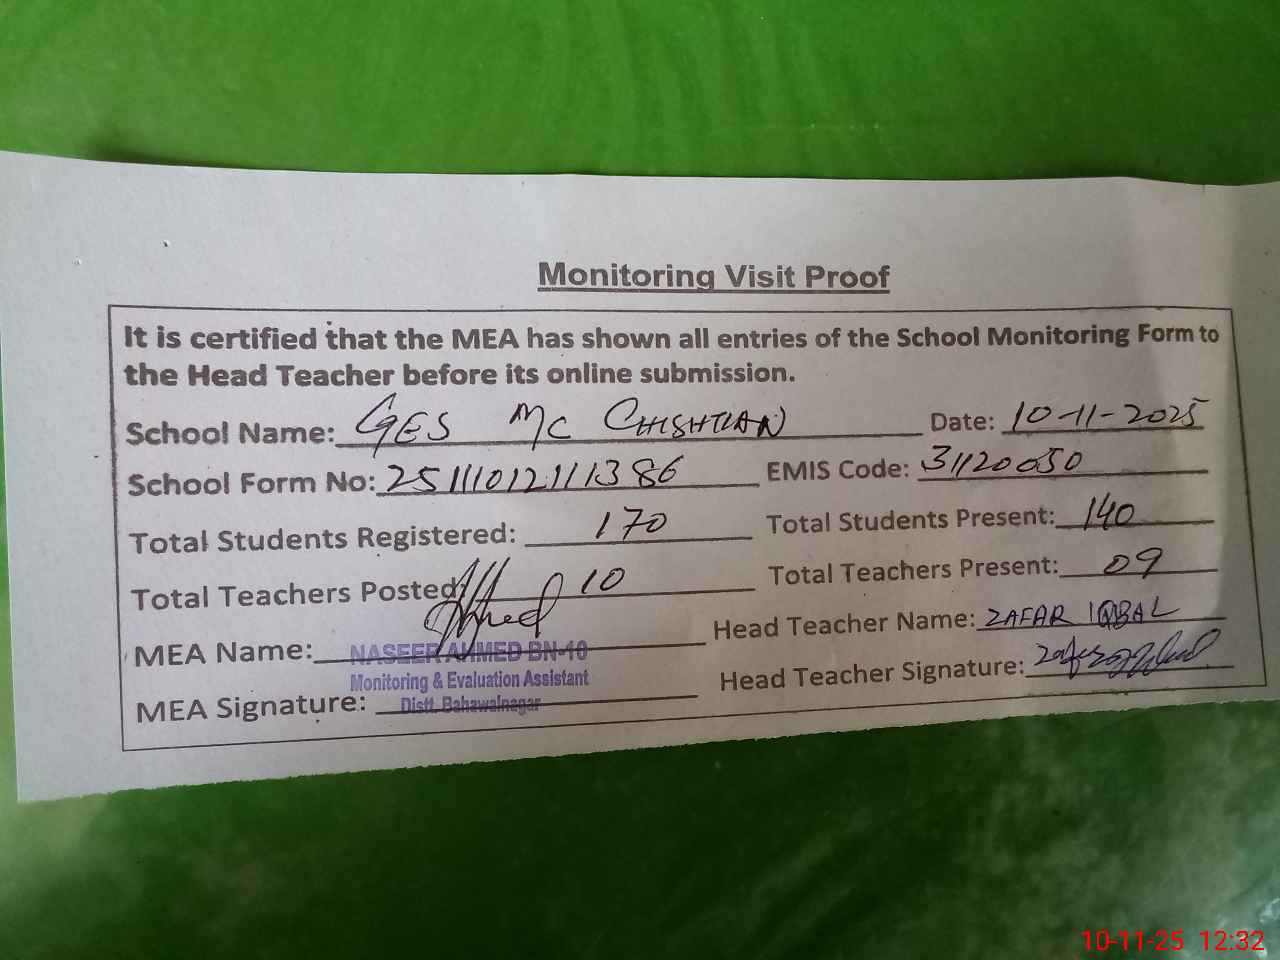 Monitoring Visit Proof
It is certified that the MEA has shown all entries of the School Monitoring Form to
the Head Teacher before its online submission.
School Name: GES MC CHISHTIAN Date: 10-11-2025
School Form No: 2511101211386 EMIS Code: 31120050
Total Students Registered: 170 Total Students Present: 140
Total Teachers Posted: 10 Total Teachers Present: 09
MEA Name: NASEER AHMED BN-10 Head Teacher Name: ZAFAR IQBAL
Monitoring & Evaluation Assistant
MEA Signature: Distt. Bahawalnagar Head Teacher Signature:
10-11-25 12:32